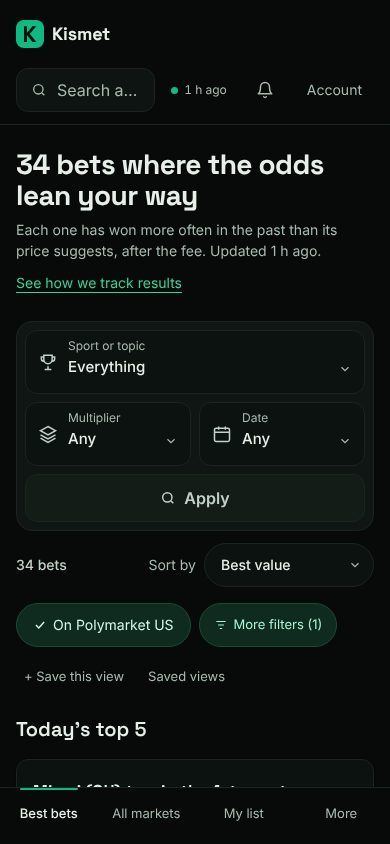 Kismet
Search a...
1 h ago
Account
34 bets where the odds
lean your way
Each one has won more often in the past than its
price suggests, after the fee. Updated 1 h ago.
See how we track results
Sport or topic
Everything
Multiplier
Any
Date
Any
Apply
34 bets
Sort by
Best value
On Polymarket US
More filters (1)
+ Save this view
Saved views
Today's top 5
Best bets
All markets
My list
More